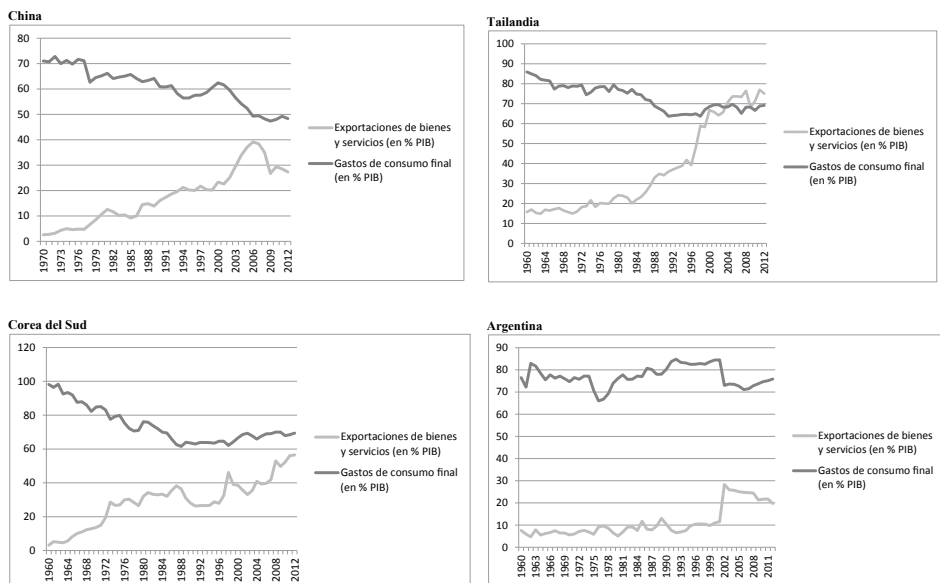 China
80
70
60
50
40
30
20
10
0
1970 1973 1976 1979 1982 1985 1988 1991 1994 1997 2000 2003 2006 2009 2012
Exportaciones de bienes
y servicios (en % PIB)
Gastos de consumo final
(en % PIB)
Tailandia
100
90
80
70
60
50
40
30
20
10
0
1960 1964 1968 1972 1976 1980 1984 1988 1992 1996 2000 2004 2008 2012
Exportaciones de bienes
y servicios (en % PIB)
Gastos de consumo final
(en % PIB)
Corea del Sud
120
100
80
60
40
20
0
1960 1964 1968 1972 1976 1980 1984 1988 1992 1996 2000 2004 2008 2012
Exportaciones de bienes
y servicios (en % PIB)
Gastos de consumo final
(en % PIB)
Argentina
90
80
70
60
50
40
30
20
10
0
1960 1963 1966 1969 1972 1975 1978 1981 1984 1987 1990 1993 1996 1999 2002 2005 2008 2011
Exportaciones de bienes
y servicios (en % PIB)
Gastos de consumo final
(en % PIB)